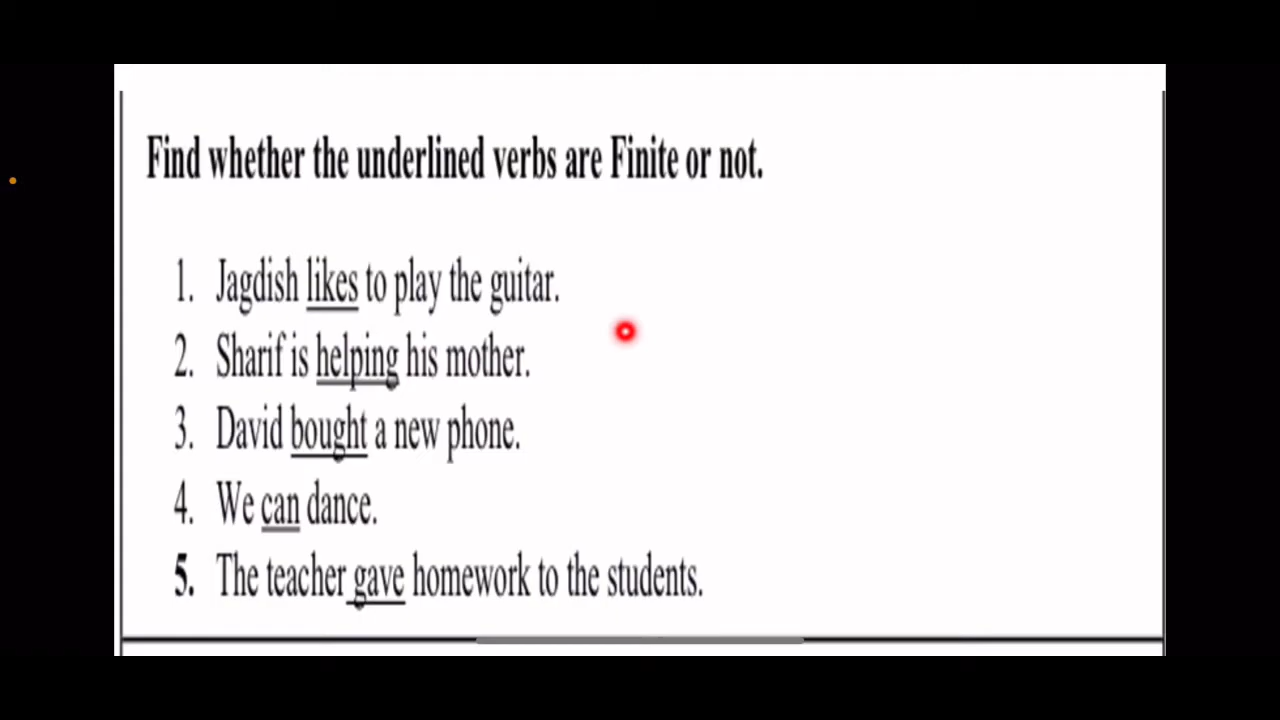 Find whether the underlined verbs are Finite or not.
1. Jagdish likes to play the guitar.
2. Sharif is helping his mother.
3. David bought a new phone.
4. We can dance.
5. The teacher gave homework to the students.